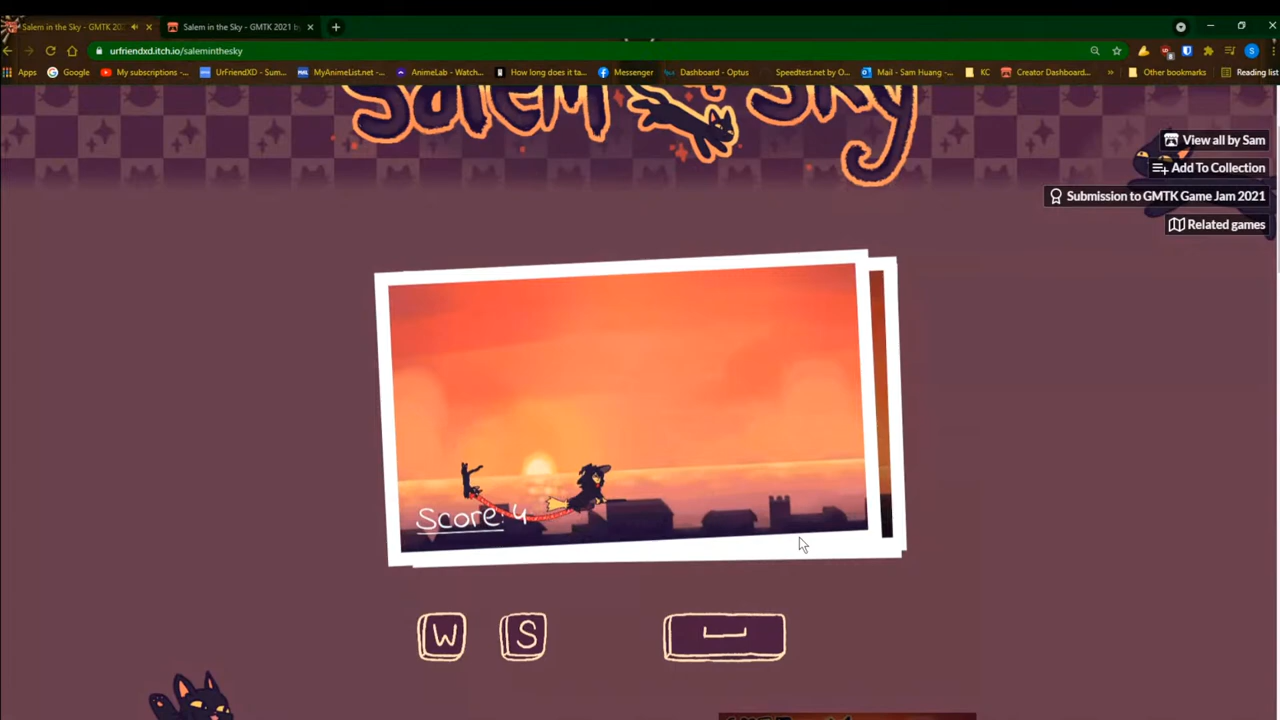 Salem in the Sky - GMTK 202
Salem in the Sky - GMTK 2021 b
urfriendxd.itch.io/saleminthesky
S
Apps
Google
My subscriptions -...
UrFriendXD - Sum...
MyAnimeList.net -...
AnimeLab - Watch...
How long does it ta...
Messenger
Dashboard - Optus
Speedtest.net by O...
Mail - Sam Huang -...
KC
Creator Dashboard...
»
Other bookmarks
Reading list
Salem
Sky
View all by Sam
Add To Collection
Submission to GMTK Game Jam 2021
Related games
Score: 4
W
S